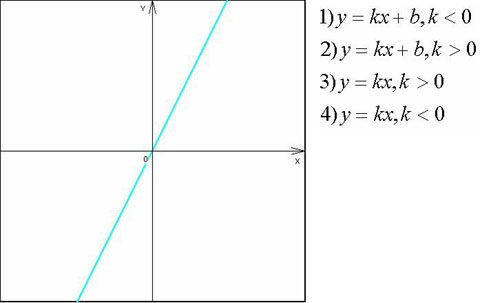 Y
0
X
1) y = kx + b, k < 0
2) y = kx + b, k > 0
3) y = kx, k > 0
4) y = kx, k < 0